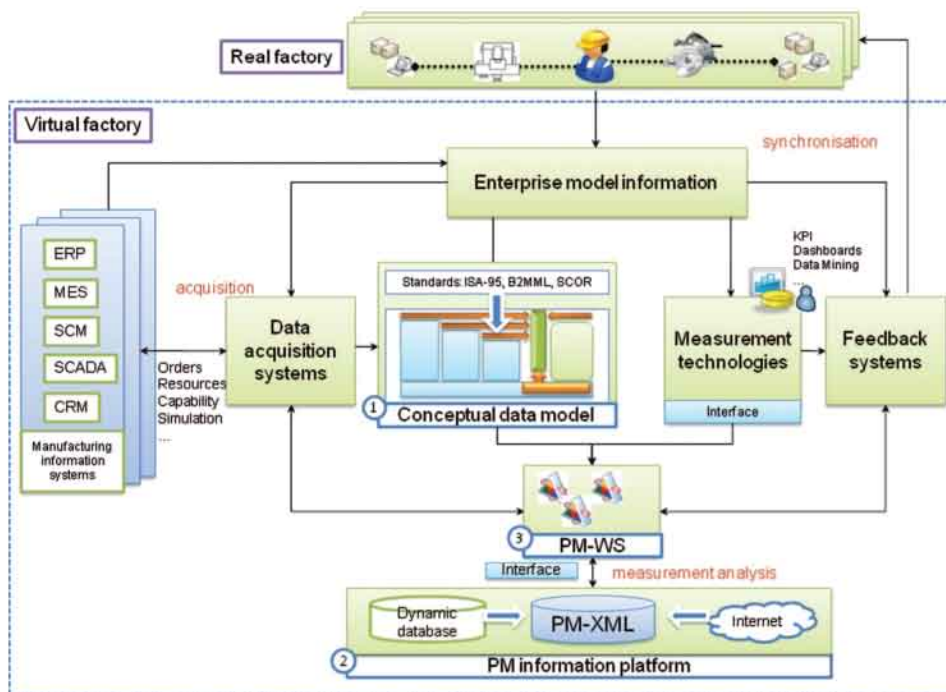 Real factory
Virtual factory
synchronisation
Enterprise model information
KPI
Dashboards
Data Mining
...
ERP
MES
SCM
SCADA
CRM
Manufacturing
information
systems
acquisition
Orders
Resources
Capability
Simulation
...
Data
acquisition
systems
Standards: ISA-95, B2MML, SCOR
1
Conceptual data model
Measurement
technologies
Interface
Feedback
systems
3
PM-WS
Interface
measurement analysis
Dynamic
database
PM-XML
Internet
2
PM information platform